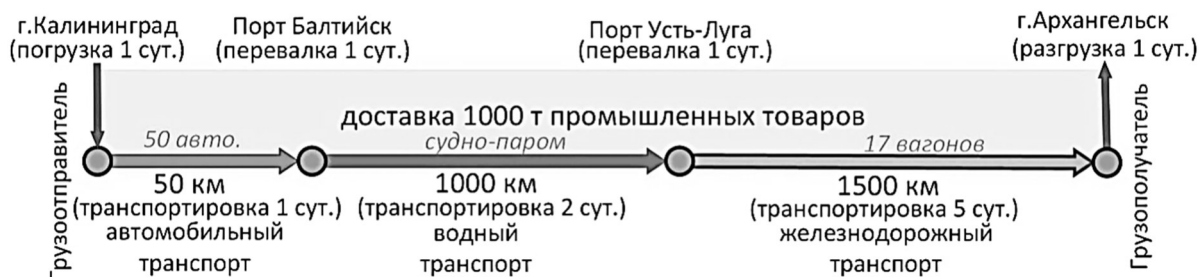 г.Калининград
(погрузка 1 сут.)
Порт Балтийск
(перевалка 1 сут.)
Порт Усть-Луга
(перевалка 1 сут.)
г.Архангельск
(разгрузка 1 сут.)
Грузоотправитель
доставка 1000 т промышленных товаров
50 авто.
судно-паром
17 вагонов
50 км
(транспортировка 1 сут.)
автомобильный
транспорт
1000 км
(транспортировка 2 сут.)
водный
транспорт
1500 км
(транспортировка 5 сут.)
железнодорожный
транспорт
Грузополучатель